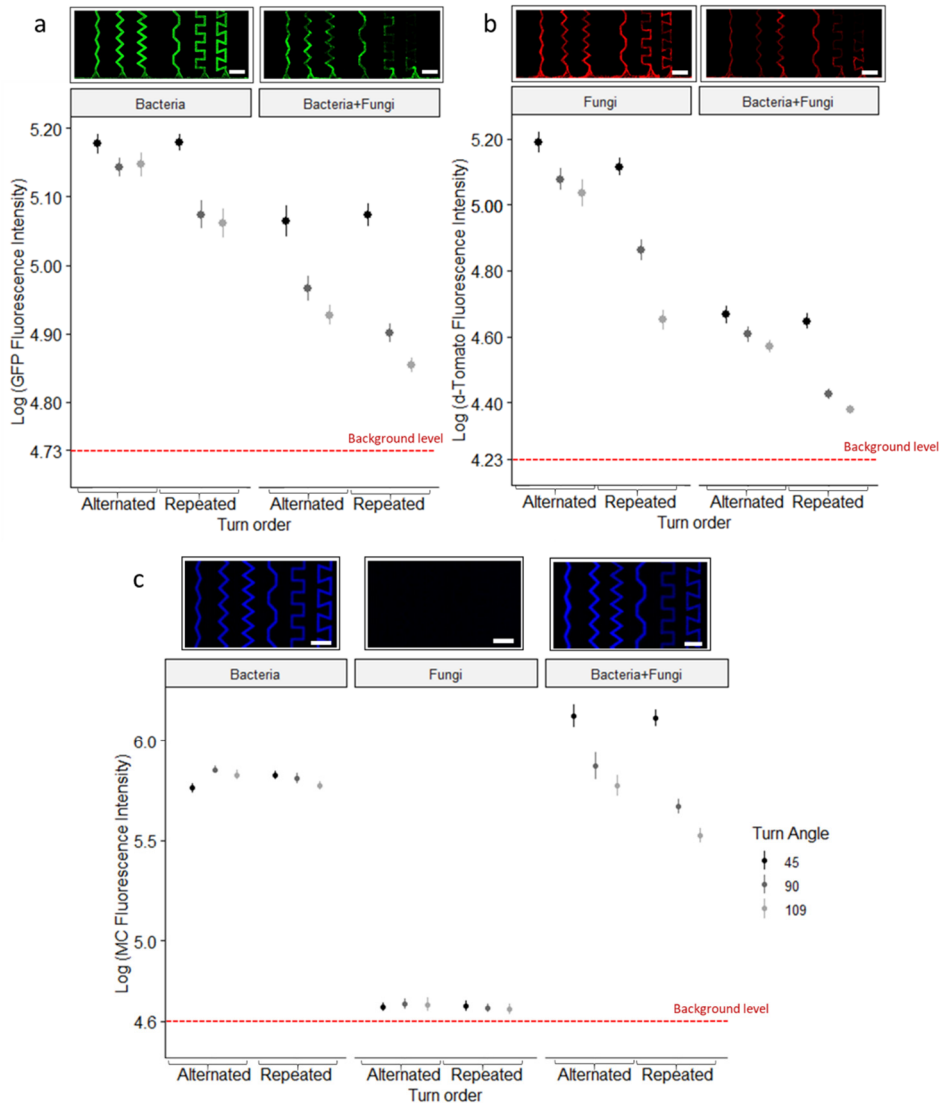 a
Bacteria
Bacteria+Fungi
Log (GFP Fluorescence Intensity)
5.20
5.10
5.00
4.90
4.80
4.73
Background level
Alternated Repeated
Alternated Repeated
Turn order
b
Fungi
Bacteria+Fungi
Log (d-Tomato Fluorescence Intensity)
5.20
5.00
4.80
4.60
4.40
4.23
Background level
Alternated Repeated
Alternated Repeated
Turn order
c
Bacteria
Fungi
Bacteria+Fungi
Log (MC Fluorescence Intensity)
6.0
5.5
5.0
4.6
Background level
Alternated Repeated
Alternated Repeated
Alternated Repeated
Turn order
Turn Angle
45
90
109